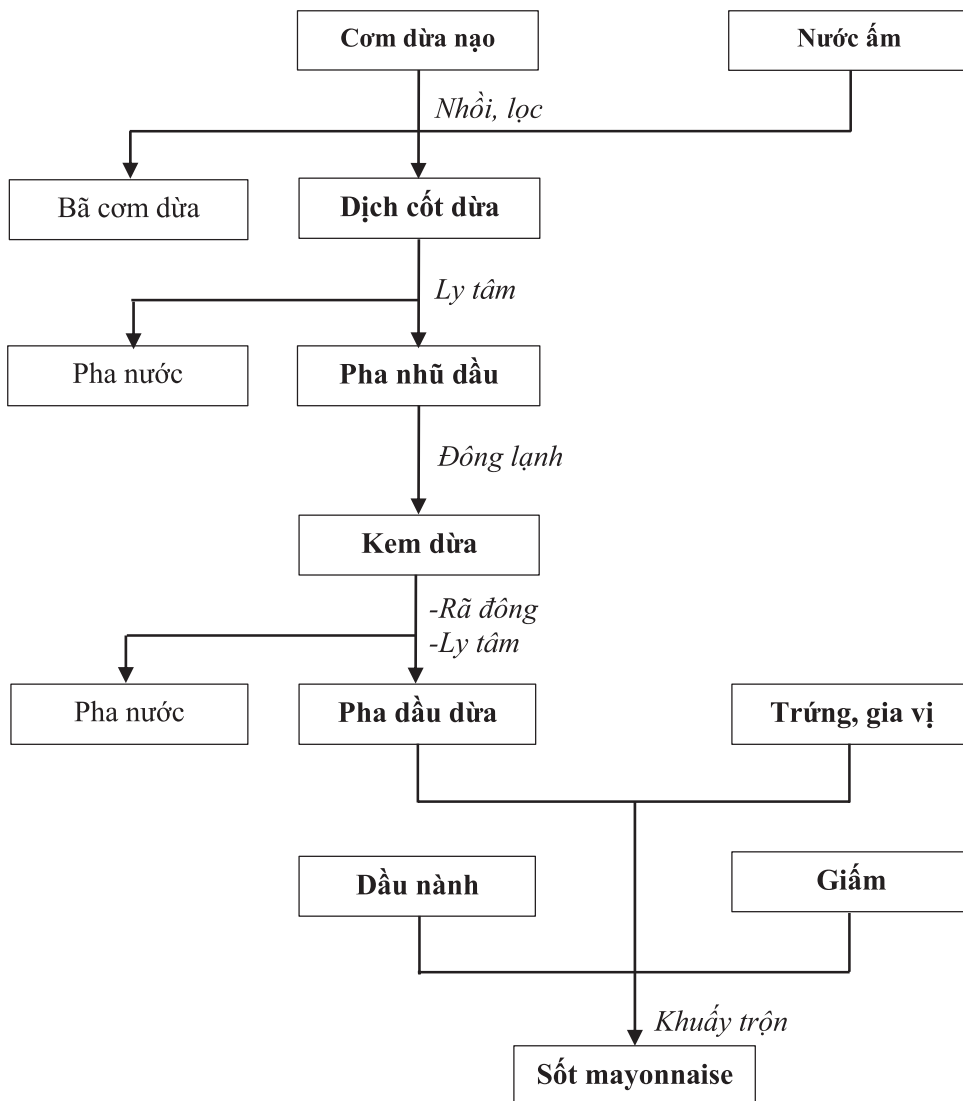 Cơm dừa nạo
Nước ấm
Nhồi, lọc
Bã cơm dừa
Dịch cốt dừa
Ly tâm
Pha nước
Pha nhũ dầu
Đông lạnh
Kem dừa
-Rã đông
-Ly tâm
Pha nước
Pha dầu dừa
Trứng, gia vị
Dầu nành
Giấm
Khuấy trộn
Sốt mayonnaise